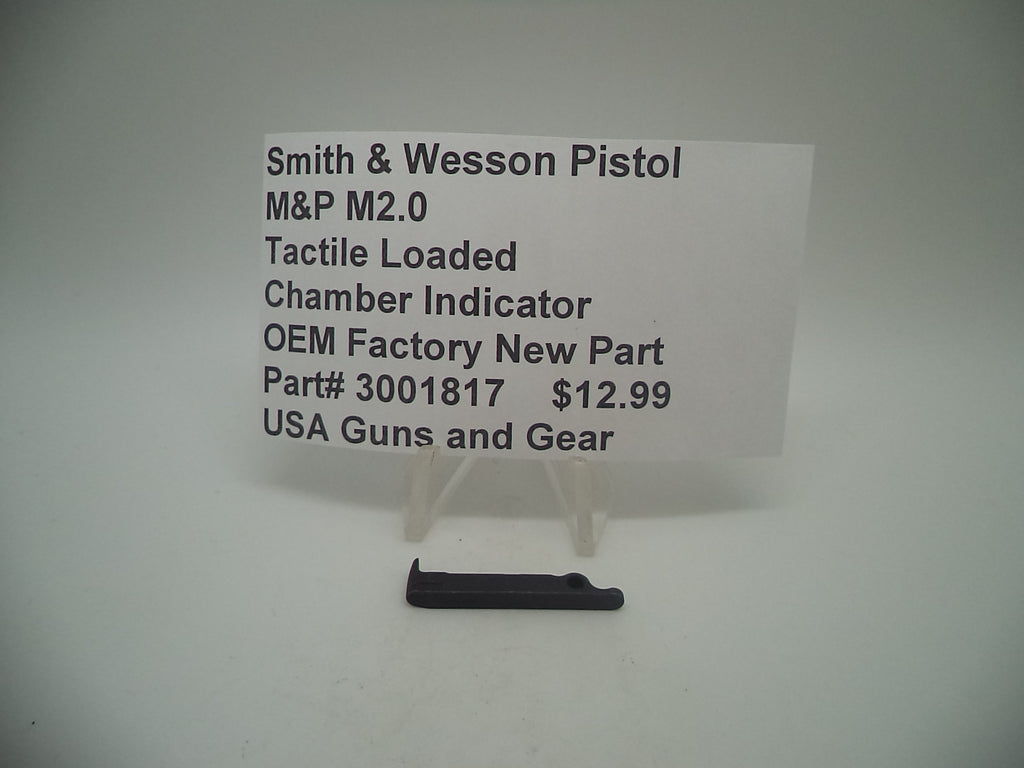 Smith & Wesson Pistol
M&P M2.0
Tactile Loaded
Chamber Indicator
OEM Factory New Part
Part# 3001817 $12.99
USA Guns and Gear